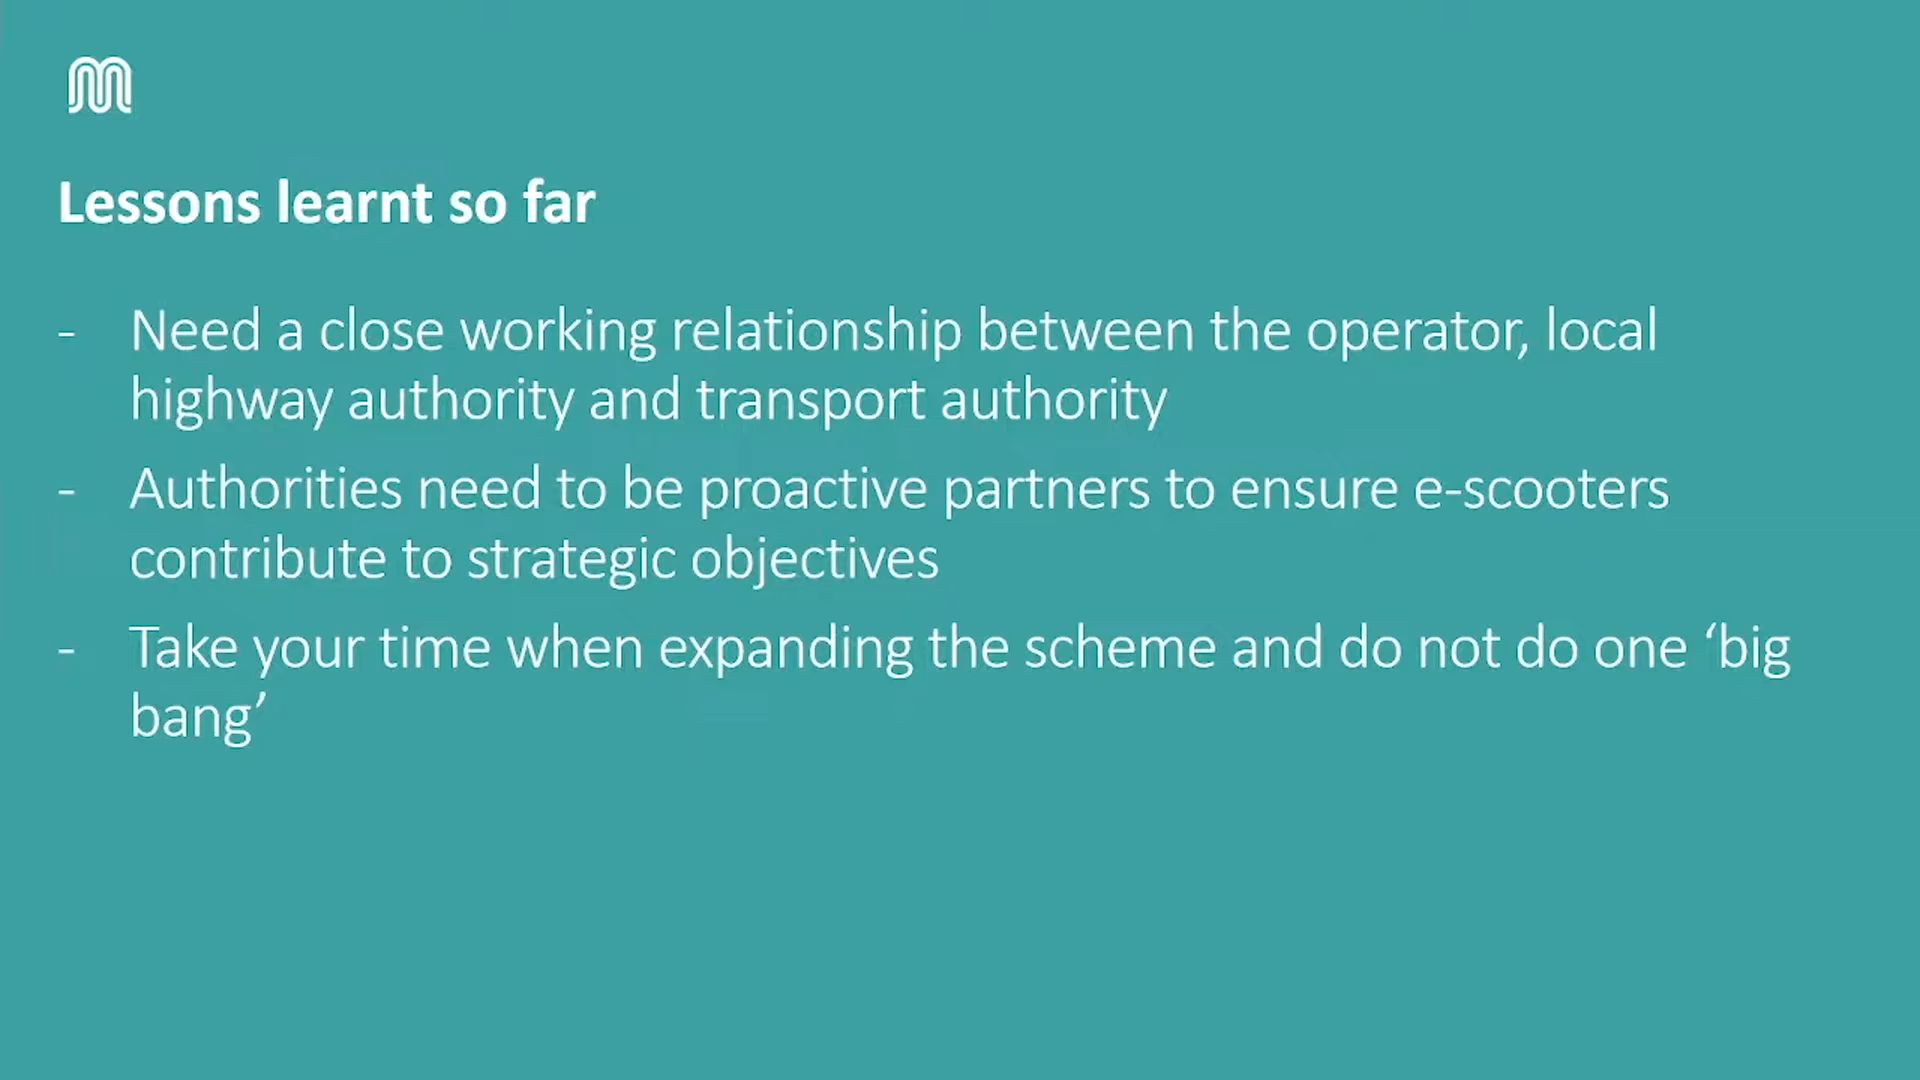 Lessons learnt so far
- Need a close working relationship between the operator, local
highway authority and transport authority
- Authorities need to be proactive partners to ensure e-scooters
contribute to strategic objectives
- Take your time when expanding the scheme and do not do one ‘big
bang’